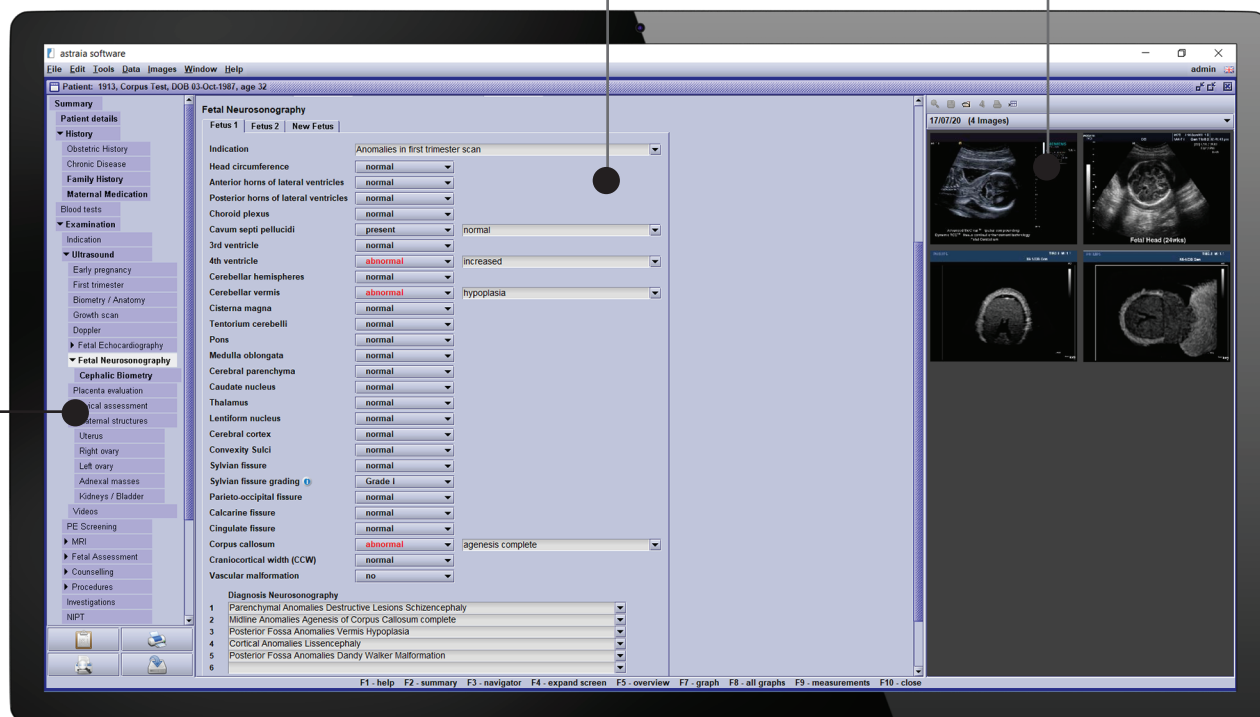 astraia software
File Edit Tools Data Images Window Help
admin
Patient: 1913, Corpus Test, DOB 03-Oct-1987, age 32
Summary
Patient details
History
Obstetric History
Chronic Disease
Family History
Maternal Medication
Blood tests
Examination
Indication
Ultrasound
Early pregnancy
First trimester
Biometry / Anatomy
Growth scan
Doppler
Fetal Echocardiography
Fetal Neurosonography
Cephalic Biometry
Placenta evaluation
assessment
structures
Uterus
Right ovary
Left ovary
Adnexal masses
Kidneys / Bladder
Videos
PE Screening
MRI
Fetal Assessment
Counselling
Procedures
Investigations
NIPT
Fetal Neurosonography
Fetus 1 Fetus 2 New Fetus
Indication Anomalies in first trimester scan
Head circumference normal
Anterior horns of lateral ventricles normal
Posterior horns of lateral ventricles normal
Choroid plexus normal
Cavum septi pellucidi present normal
3rd ventricle normal
4th ventricle abnormal increased
Cerebellar hemispheres normal
Cerebellar vermis abnormal hypoplasia
Cisterna magna normal
Tentorium cerebelli normal
Pons normal
Medulla oblongata normal
Cerebral parenchyma normal
Caudate nucleus normal
Thalamus normal
Lentiform nucleus normal
Cerebral cortex normal
Convexity Sulci normal
Sylvian fissure normal
Sylvian fissure grading Grade I
Parieto-occipital fissure normal
Calcarine fissure normal
Cingulate fissure normal
Corpus callosum abnormal agenesis complete
Craniocortical width (CCW) normal
Vascular malformation no
Diagnosis Neurosonography
1 Parenchymal Anomalies Destructive Lesions Schizencephaly
2 Midline Anomalies Agenesis of Corpus Callosum complete
3 Posterior Fossa Anomalies Vermis Hypoplasia
4 Cortical Anomalies Lissencephaly
5 Posterior Fossa Anomalies Dandy Walker Malformation
6
17/07/20 (4 Images)
Fetal Head (24wks)
F1 - help F2 - summary F3 - navigator F4 - expand screen F5 - overview F7 - graph F8 - all graphs F9 - measurements F10 - close